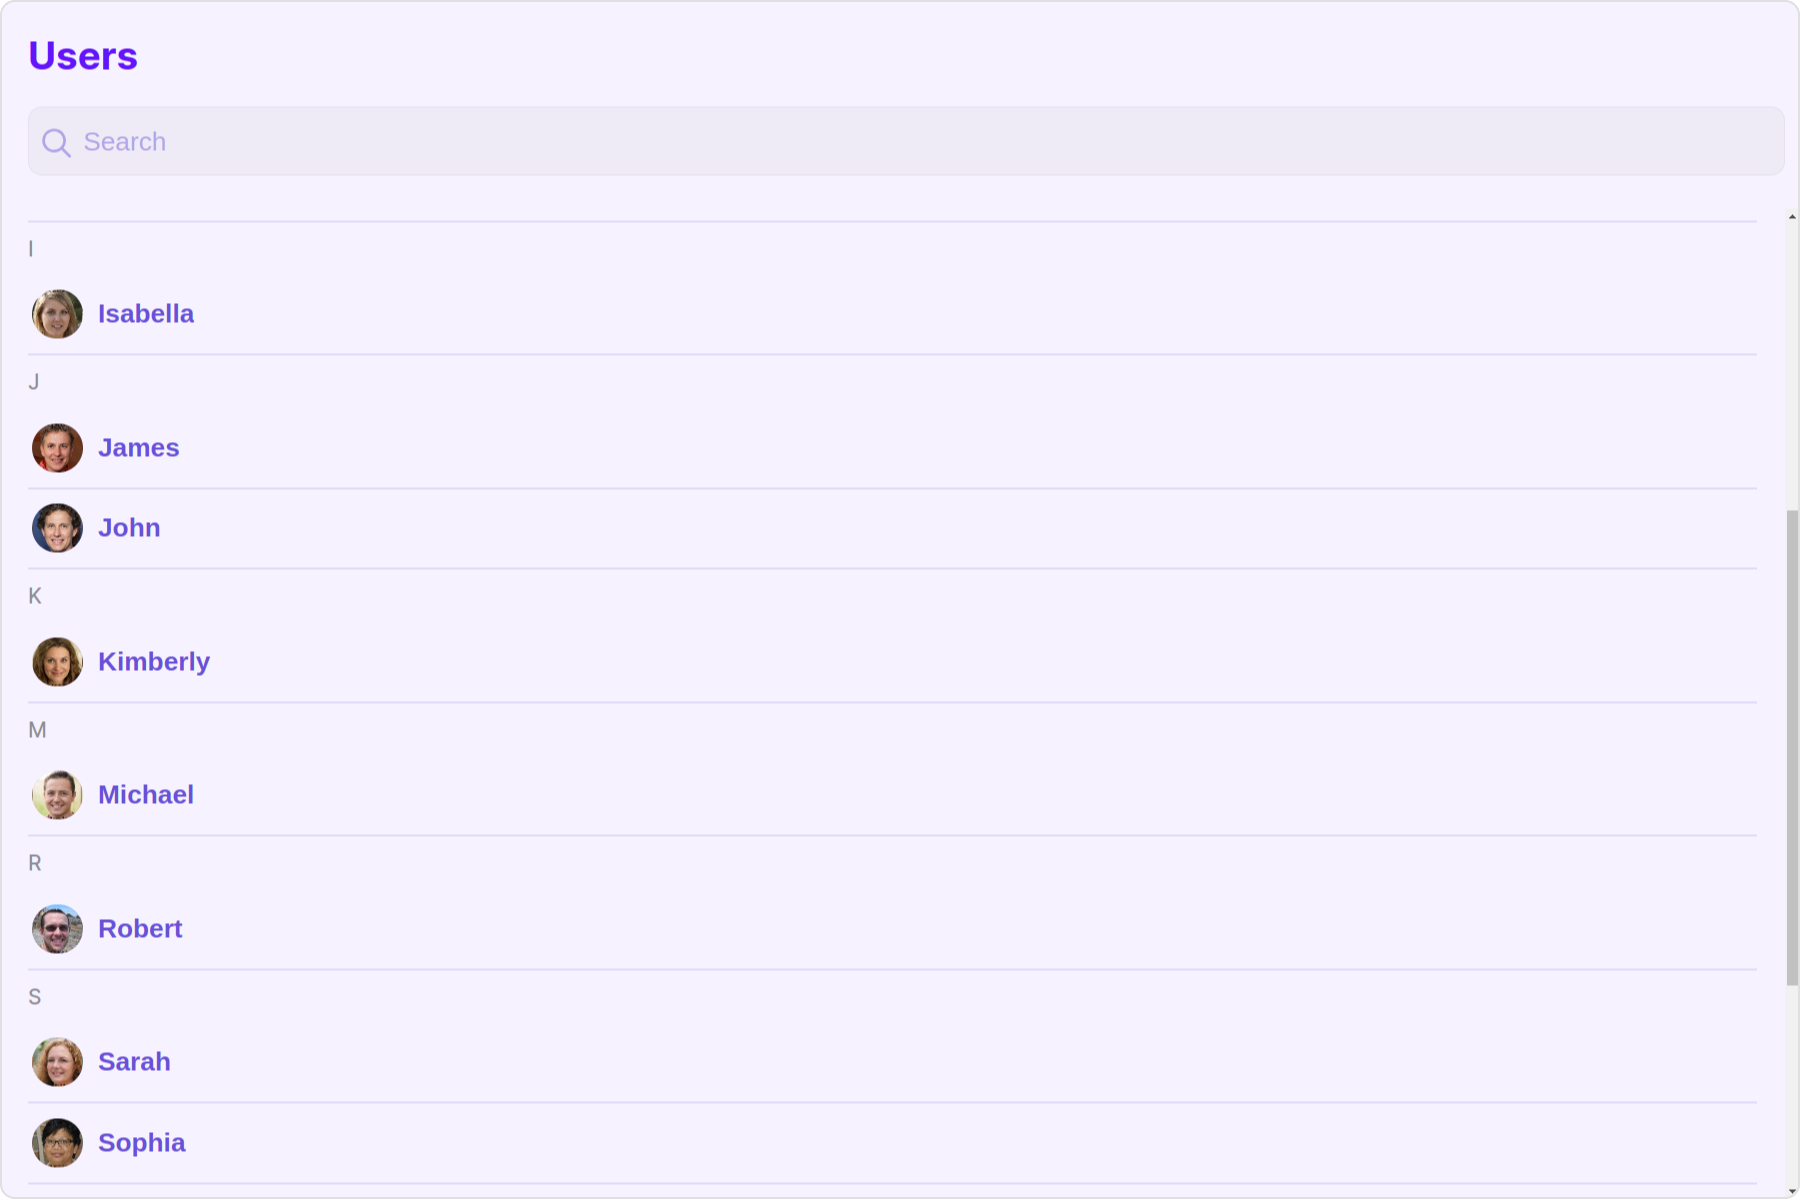 Users
Search
I
Isabella
J
James
John
K
Kimberly
M
Michael
R
Robert
S
Sarah
Sophia